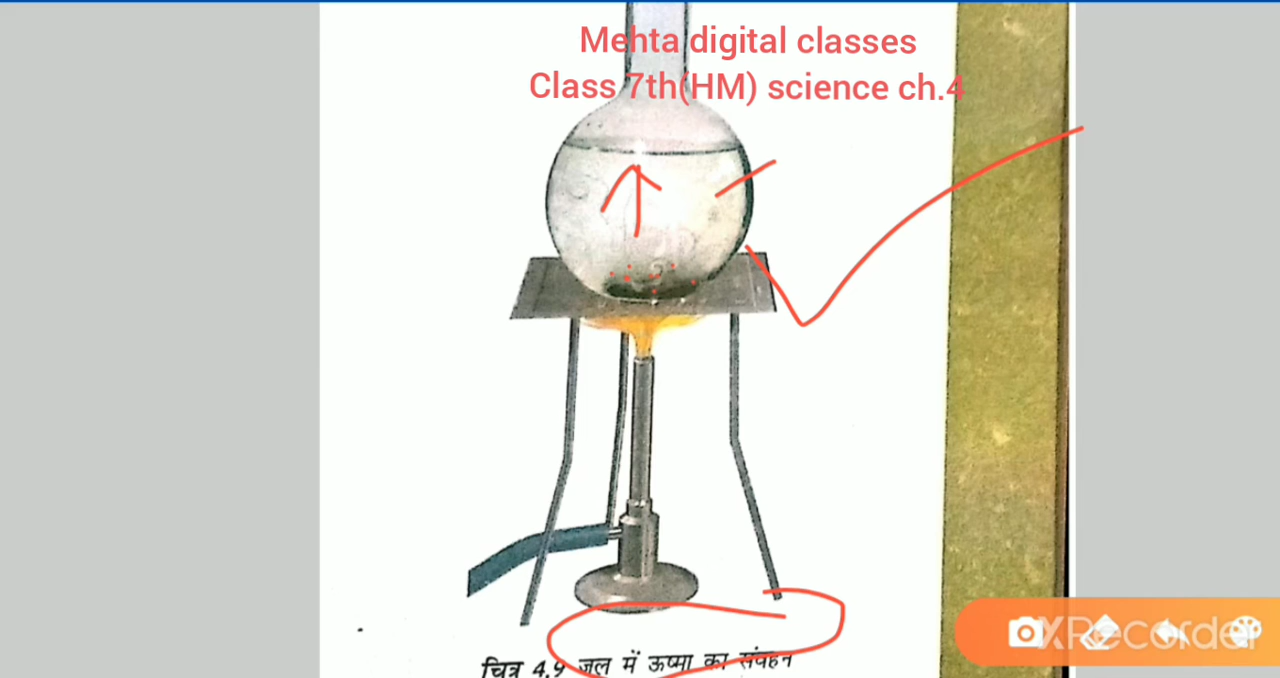 Mehta digital classes
Class 7th(HM) science ch.4
XRecorder
चित्र 4.9 जल में ऊष्मा का संवहन